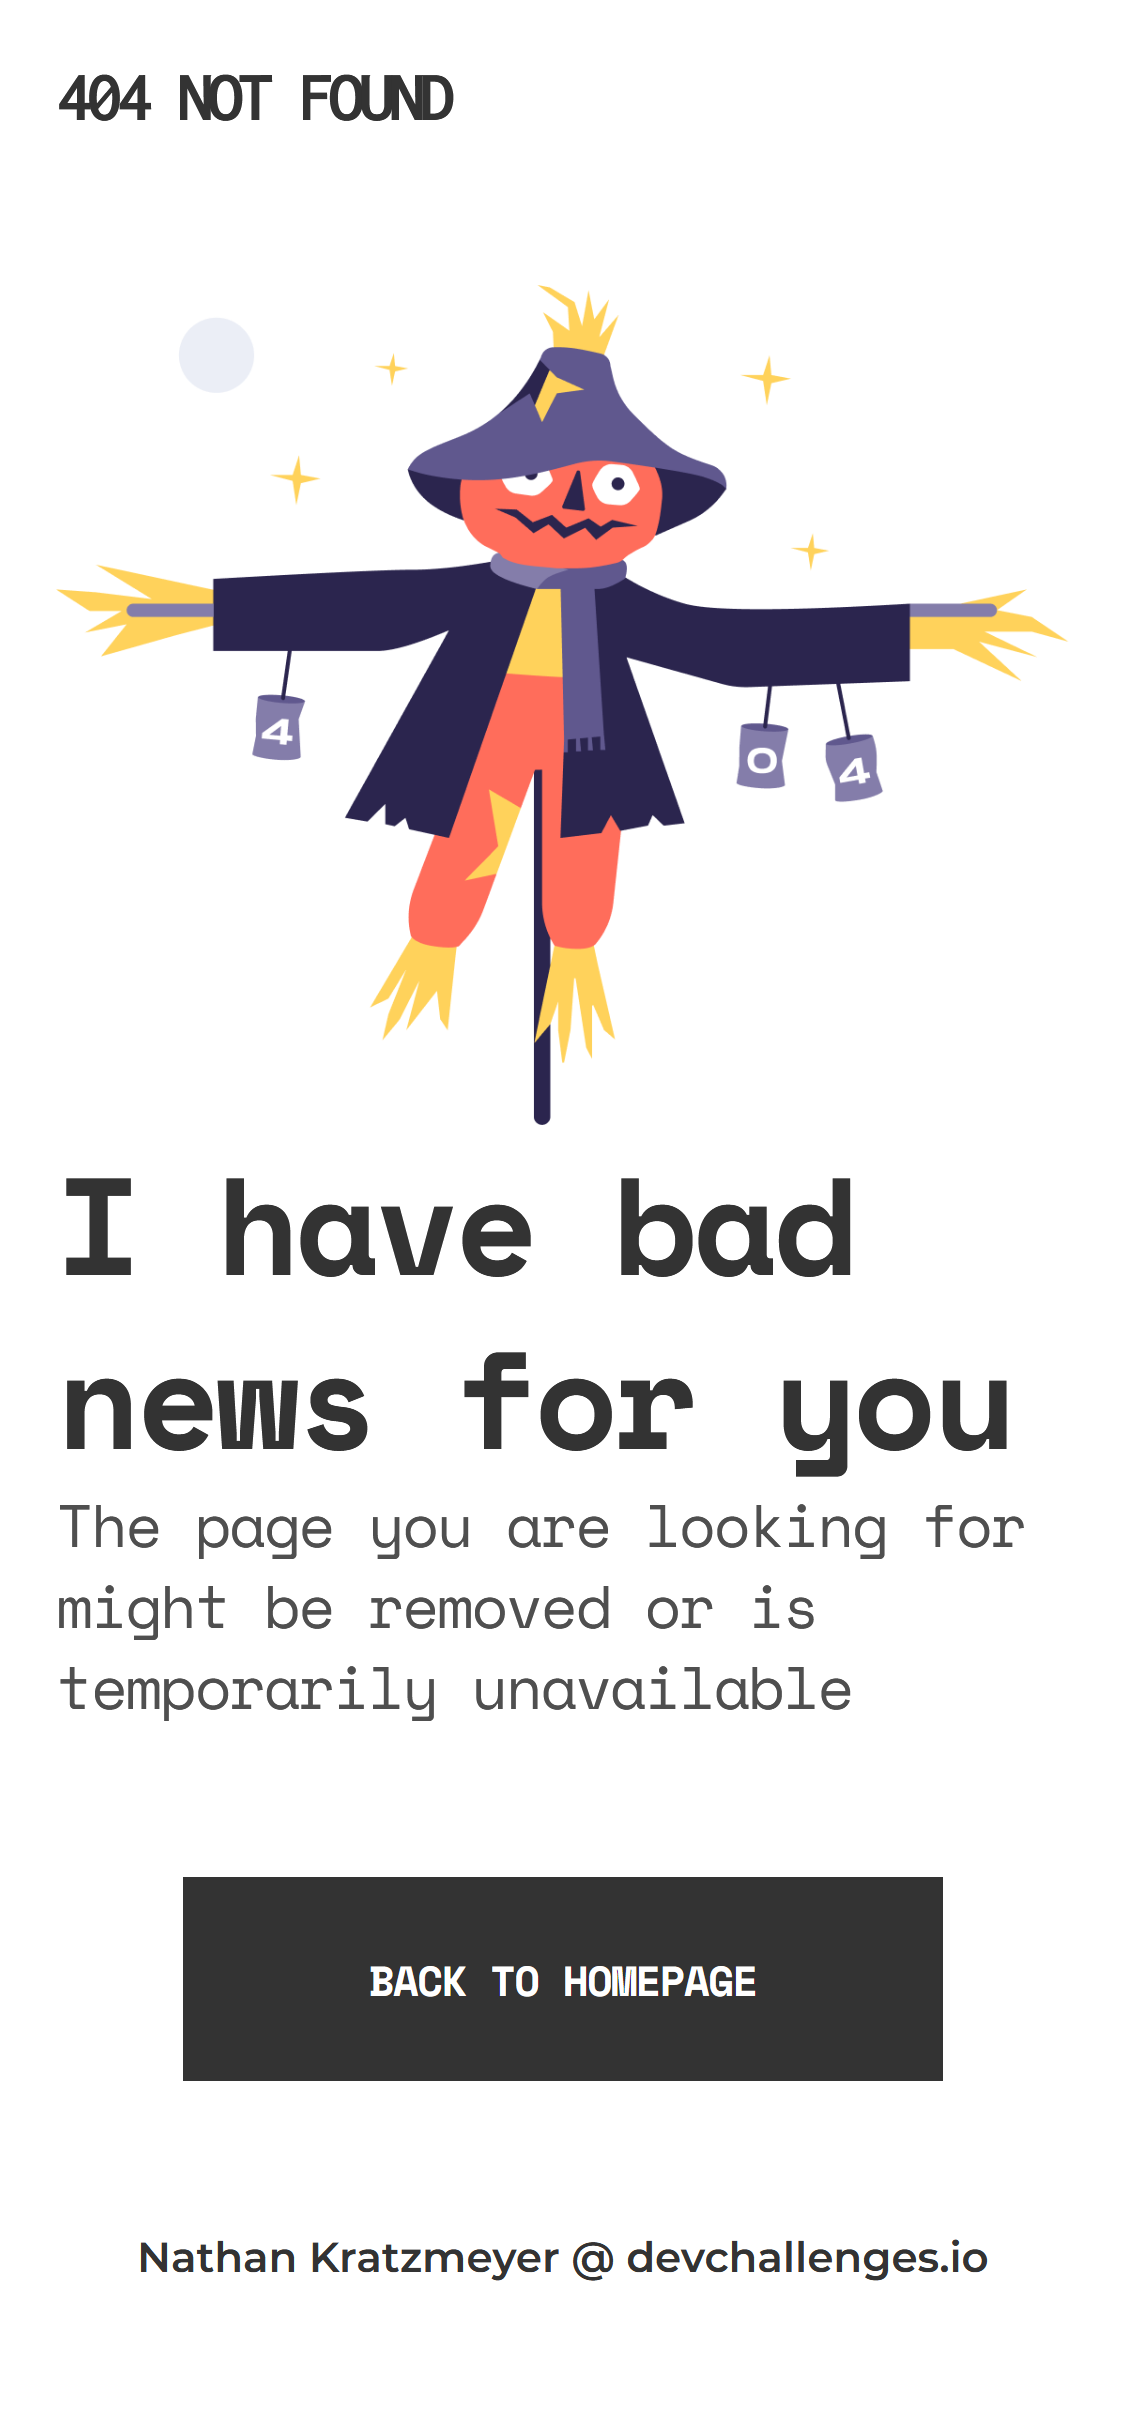 404 NOT FOUND
4
0
4
I have bad
news for you
The page you are looking for
might be removed or is
temporarily unavailable
BACK TO HOMEPAGE
Nathan Kratzmeyer @ devchallenges.io